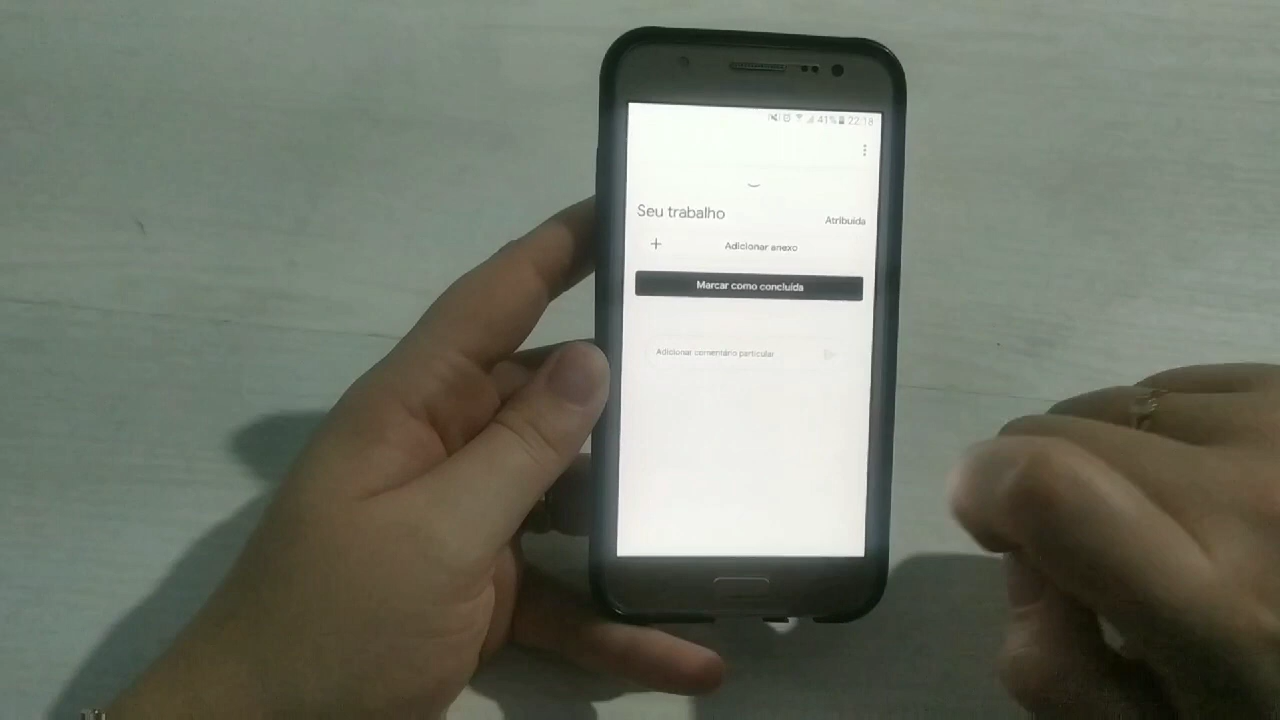 41% 22:18
Seu trabalho
Atribuída
+ Adicionar anexo
Marcar como concluída
Adicionar comentário particular